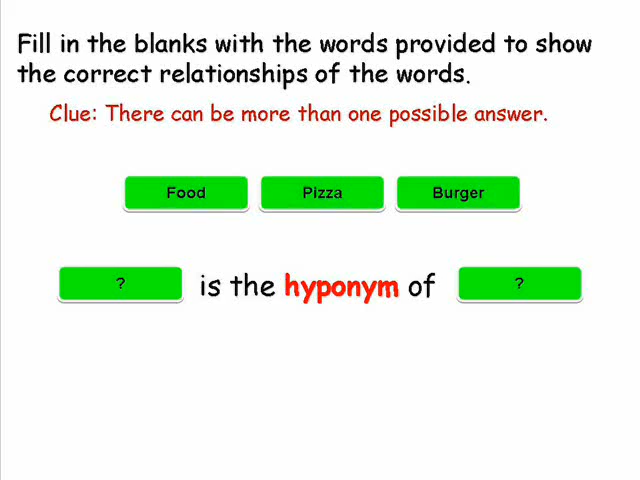 Fill in the blanks with the words provided to show
the correct relationships of the words.
Clue: There can be more than one possible answer.
Food Pizza Burger
? is the hyponym of ?